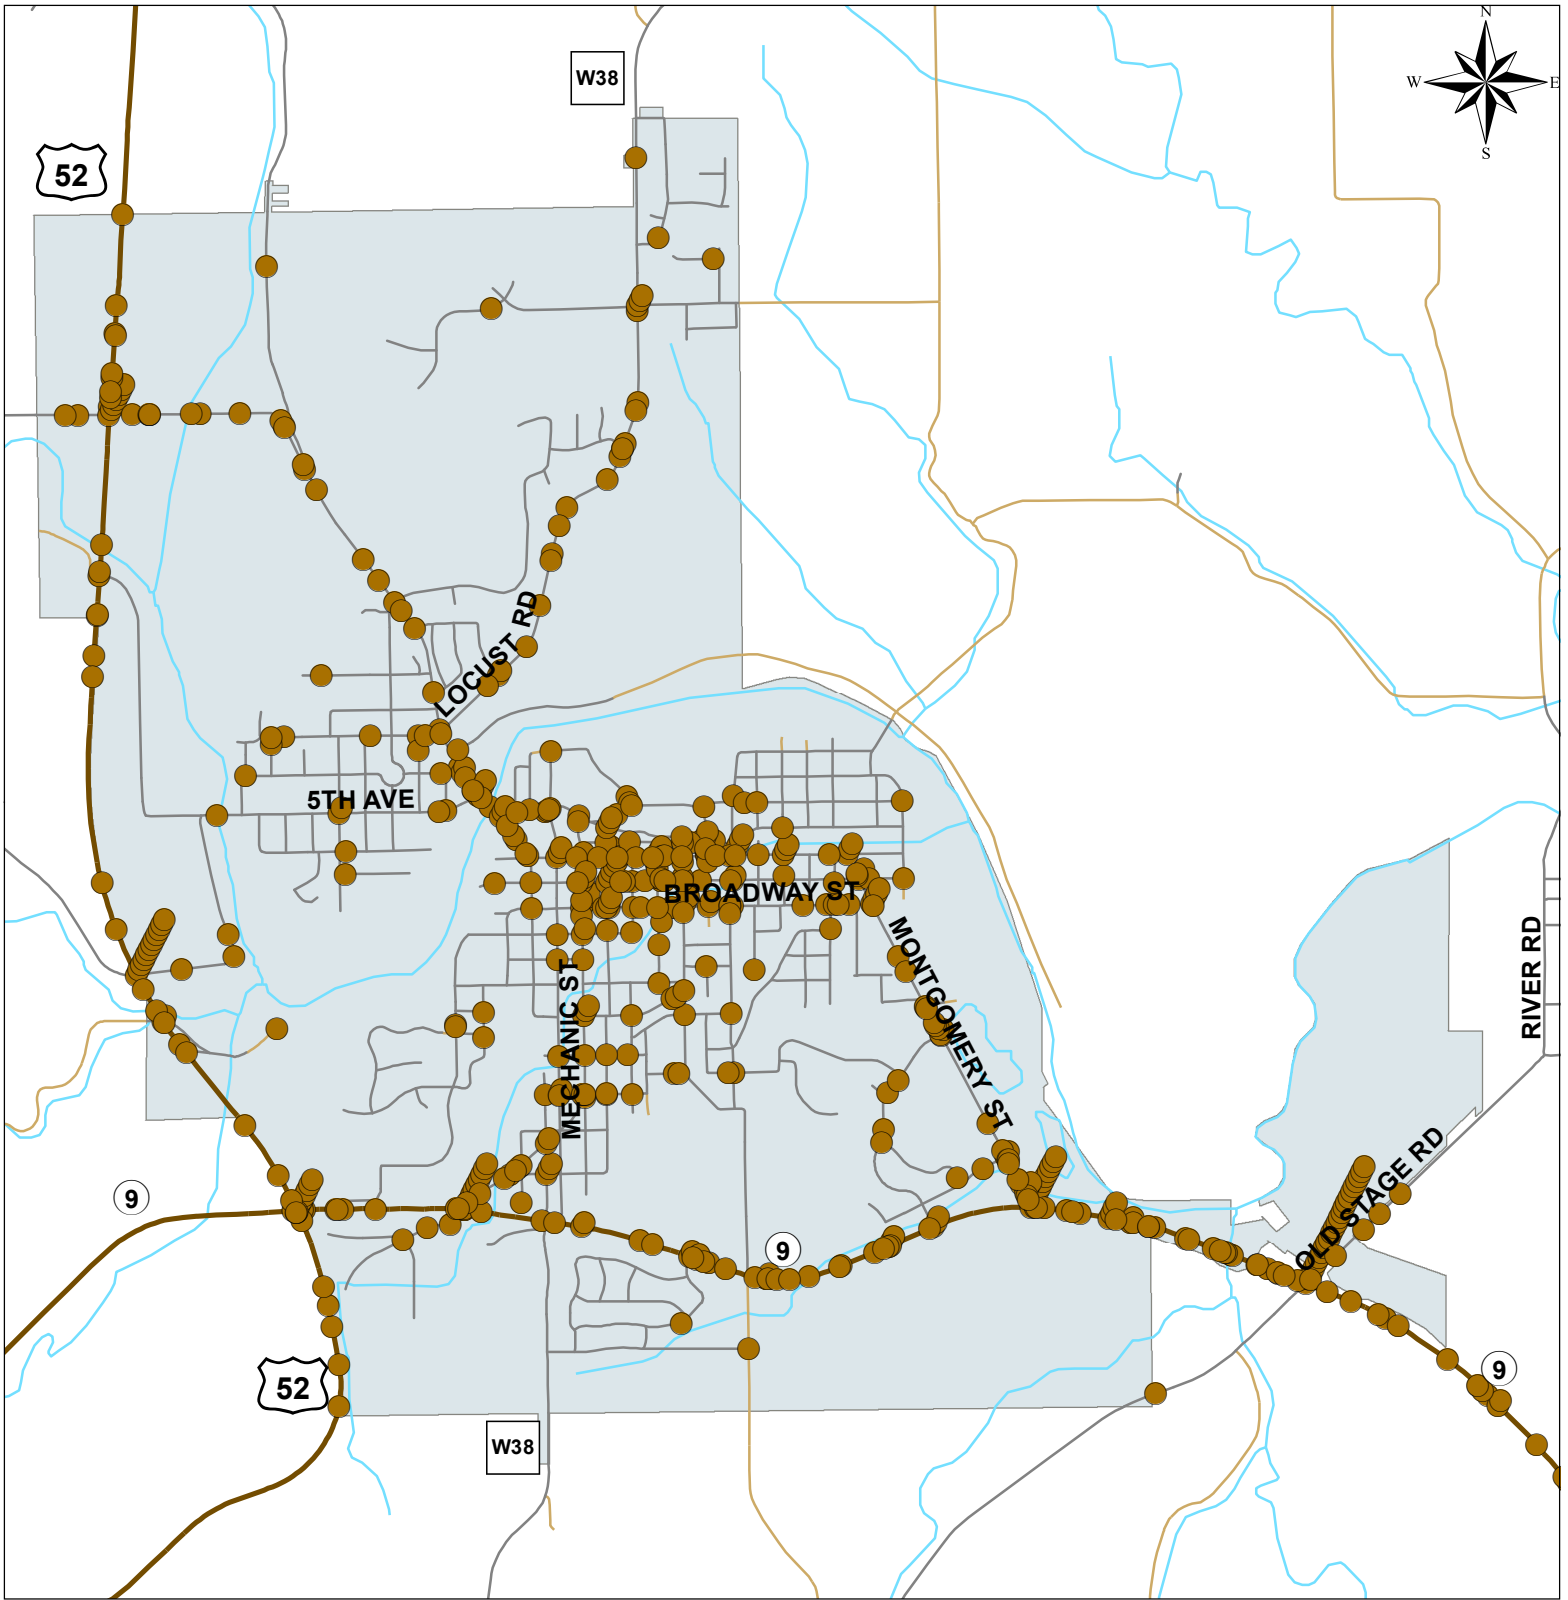 N
W
E
S
W38
52
LOCUST RD
5TH AVE
BROADWAY ST
MONTGOMERY ST
MECHANIC ST
RIVER RD
OLD STAGE RD
9
9
9
52
W38